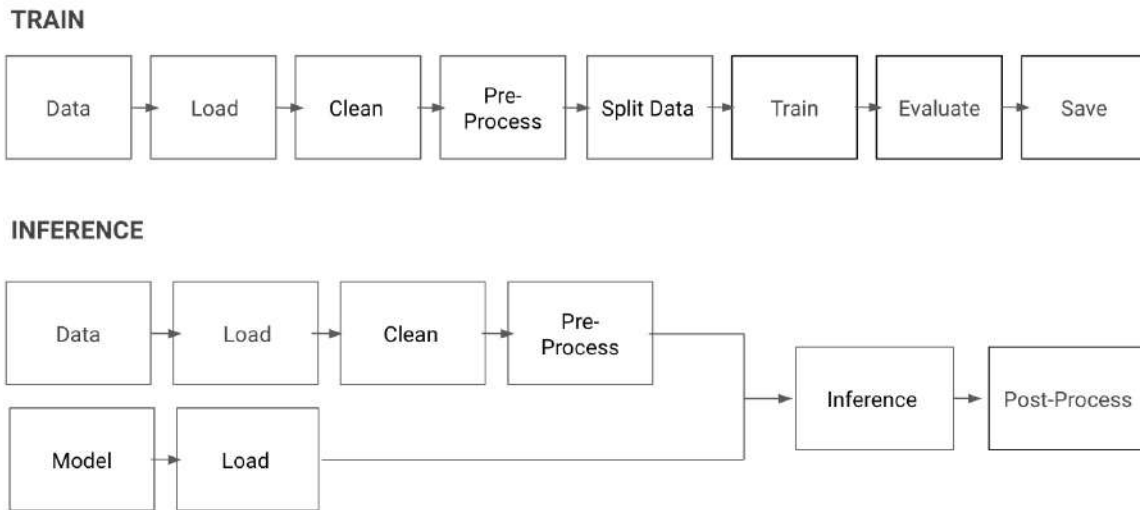 TRAIN
Data
Load
Clean
Pre-
Process
Split Data
Train
Evaluate
Save
INFERENCE
Data
Load
Clean
Pre-
Process
Model
Load
Inference
Post-Process